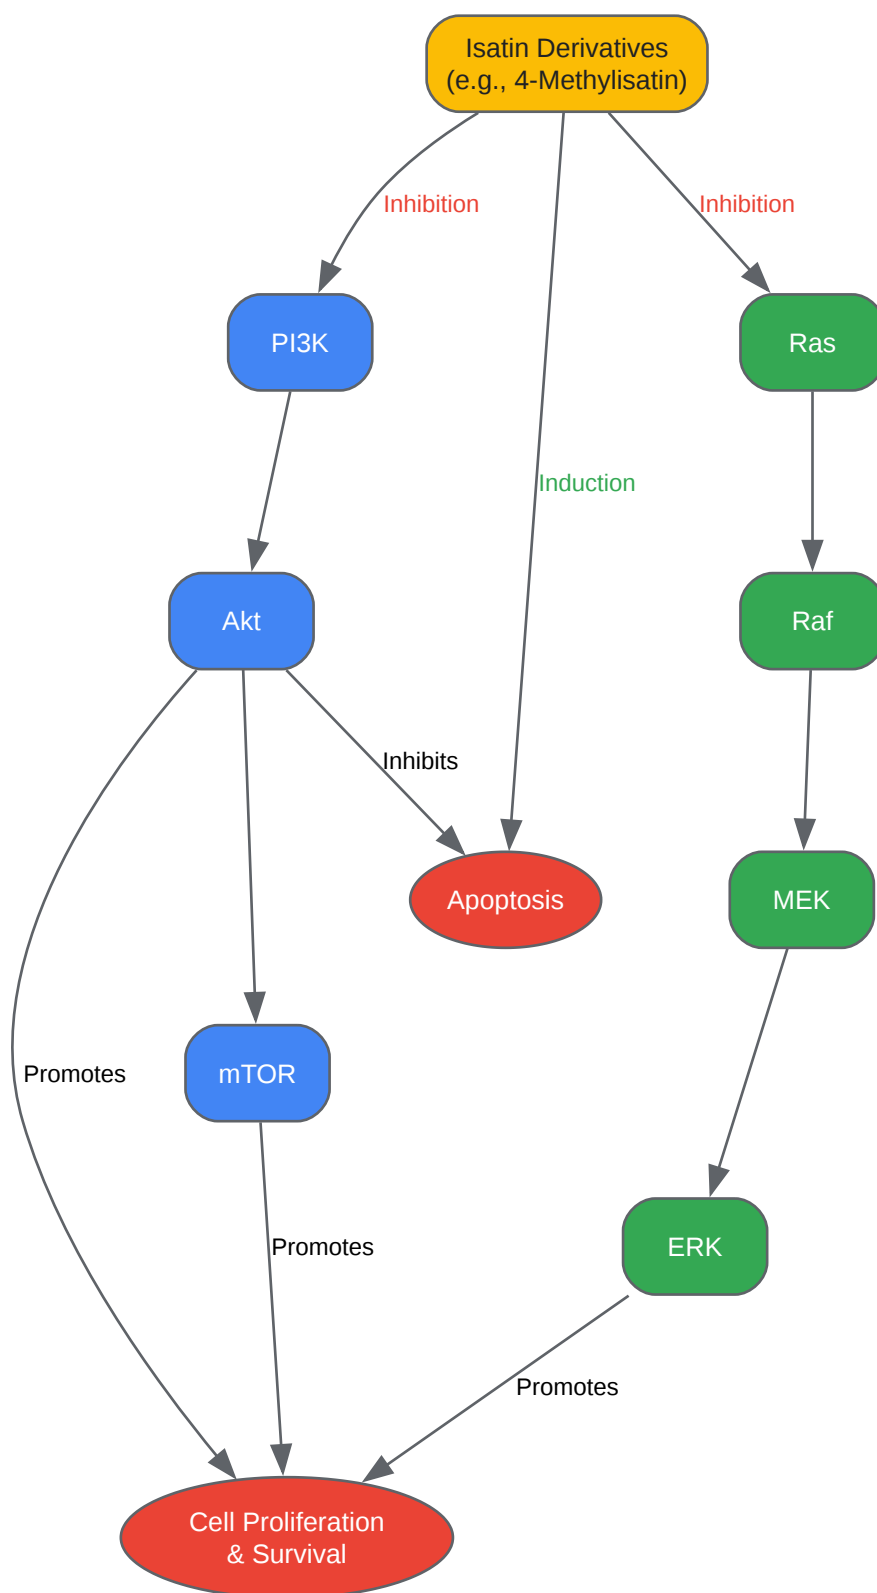 Isatin Derivatives
(e.g., 4-Methylisatin)
Inhibition
Inhibition
PI3K
Ras
Induction
Akt
Raf
Inhibits
Apoptosis
MEK
Promotes
mTOR
Promotes
ERK
Promotes
Cell Proliferation
& Survival